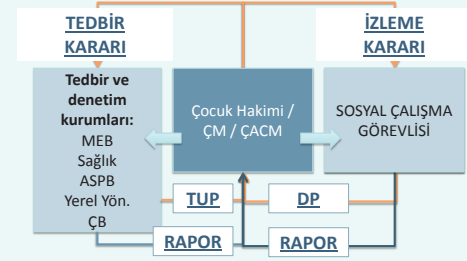 TEDBİR
KARARI
İZLEME
KARARI
Tedbir ve
denetim
kurumları:
MEB
Sağlık
ASPB
Yerel Yön.
ÇB
Çocuk Hakimi /
ÇM / ÇACM
SOSYAL ÇALIŞMA
GÖREVLİSİ
TUP
DP
RAPOR
RAPOR